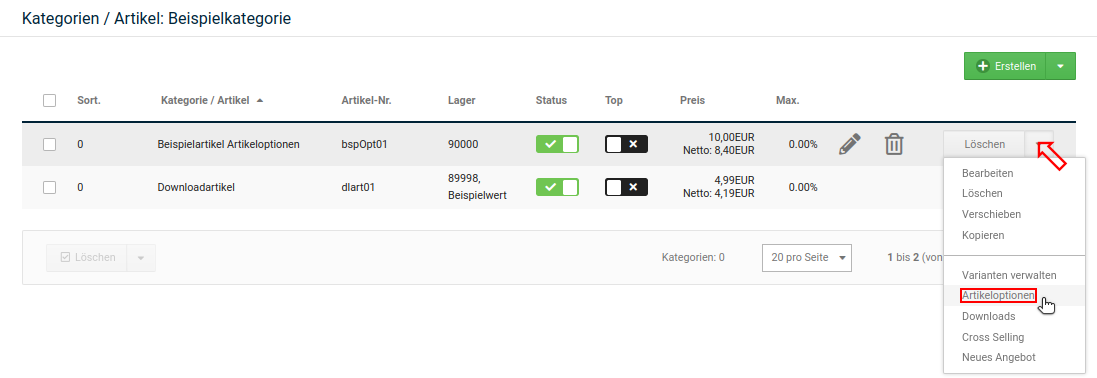 Kategorien / Artikel: Beispielkategorie
Erstellen
Sort. Kategorie / Artikel Artikel-Nr. Lager Status Top Preis Max.
0 Beispielartikel Artikeloptionen bspOpt01 90000 10,00EUR 0.00% Löschen
Netto: 8,40EUR
0 Downloadartikel dlart01 89998, 4,99EUR 0.00%
Beispielwert Netto: 4,19EUR
Bearbeiten
Löschen
Verschieben
Kopieren
Löschen Kategorien: 0 20 pro Seite 1 bis 2 (von
Varianten verwalten
Artikeloptionen
Downloads
Cross Selling
Neues Angebot